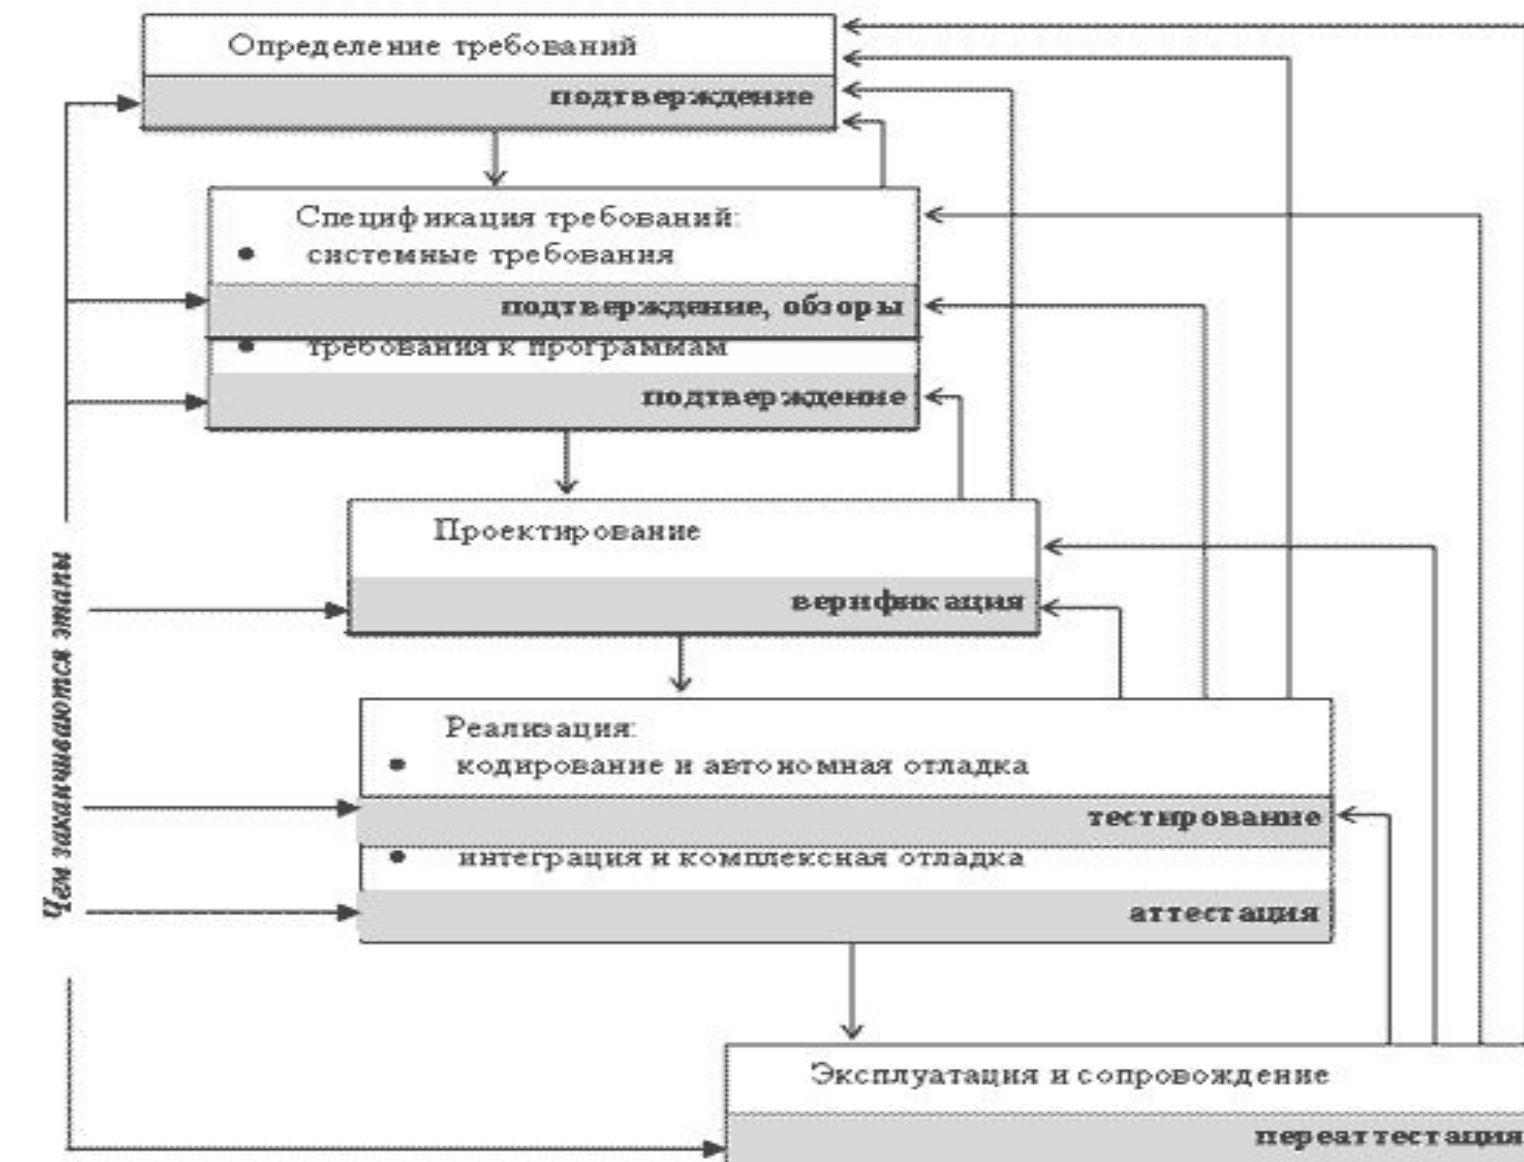 Определение требований
подтверждение
Спецификация требований:
• системные требования
подтверждение, обзоры
• требования к программам
подтверждение
Проектирование
верификация
Чем заканчиваются этапы
Реализация:
• кодирование и автономная отладка
тестирование
• интеграция и комплексная отладка
аттестация
Эксплуатация и сопровождение
переаттестация